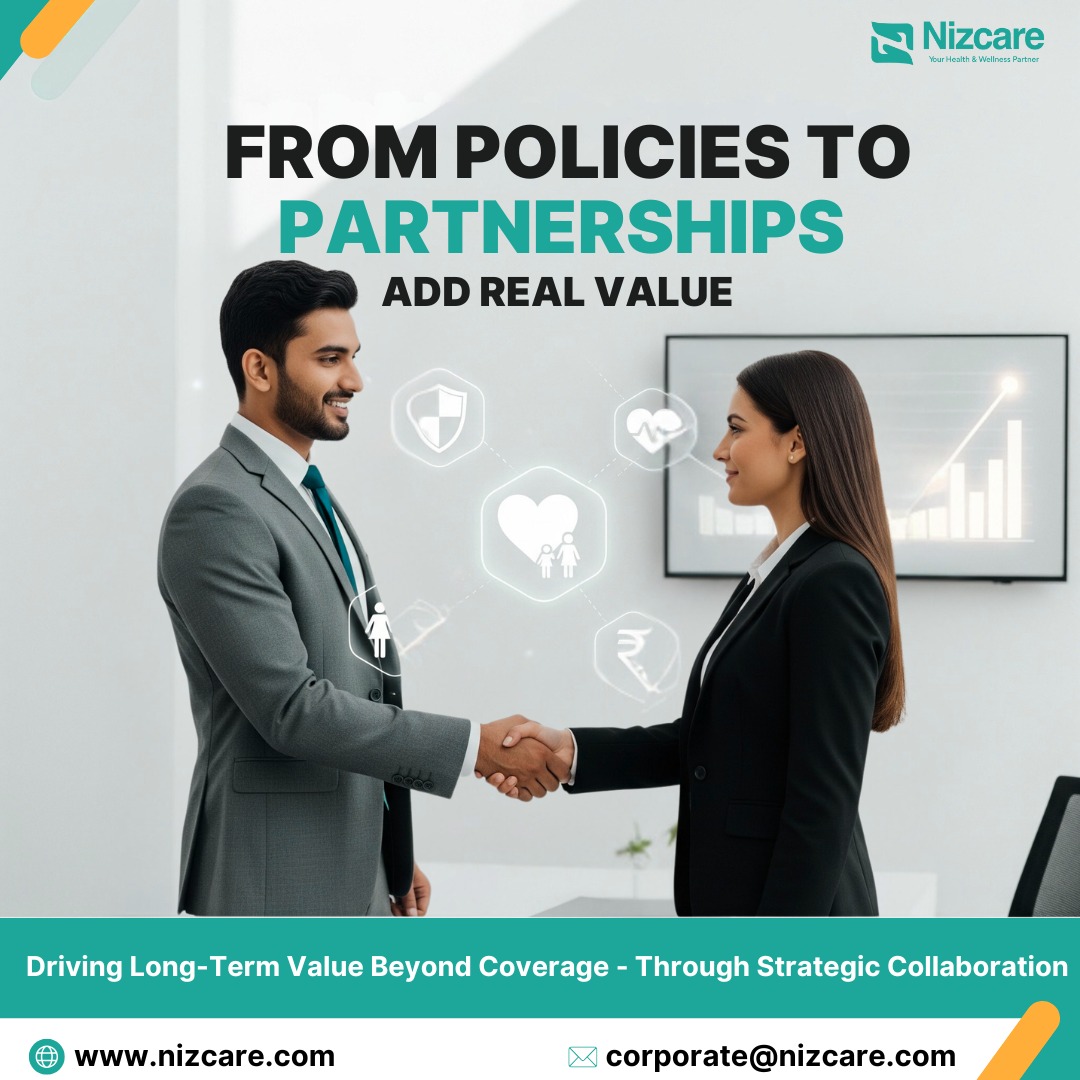 Nizcare
Your Health & Wellness Partner
FROM POLICIES TO
PARTNERSHIPS
ADD REAL VALUE
₹
Driving Long-Term Value Beyond Coverage - Through Strategic Collaboration
www.nizcare.com
corporate@nizcare.com